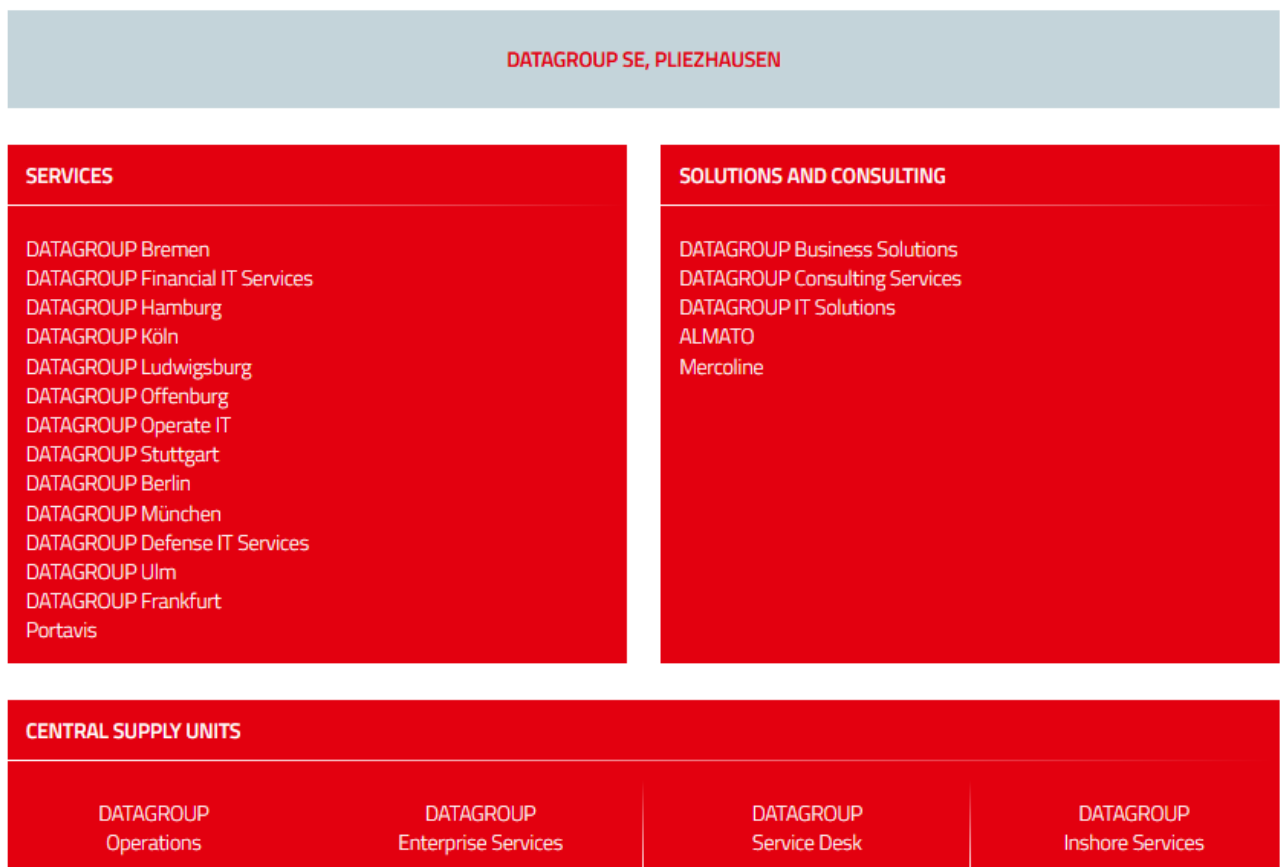 DATAGROUP SE, PLIEZHAUSEN
SERVICES
DATAGROUP Bremen
DATAGROUP Financial IT Services
DATAGROUP Hamburg
DATAGROUP Köln
DATAGROUP Ludwigsburg
DATAGROUP Offenburg
DATAGROUP Operate IT
DATAGROUP Stuttgart
DATAGROUP Berlin
DATAGROUP München
DATAGROUP Defense IT Services
DATAGROUP Ulm
DATAGROUP Frankfurt
Portavis
SOLUTIONS AND CONSULTING
DATAGROUP Business Solutions
DATAGROUP Consulting Services
DATAGROUP IT Solutions
ALMATO
Mercoline
CENTRAL SUPPLY UNITS
DATAGROUP
Operations
DATAGROUP
Enterprise Services
DATAGROUP
Service Desk
DATAGROUP
Inshore Services